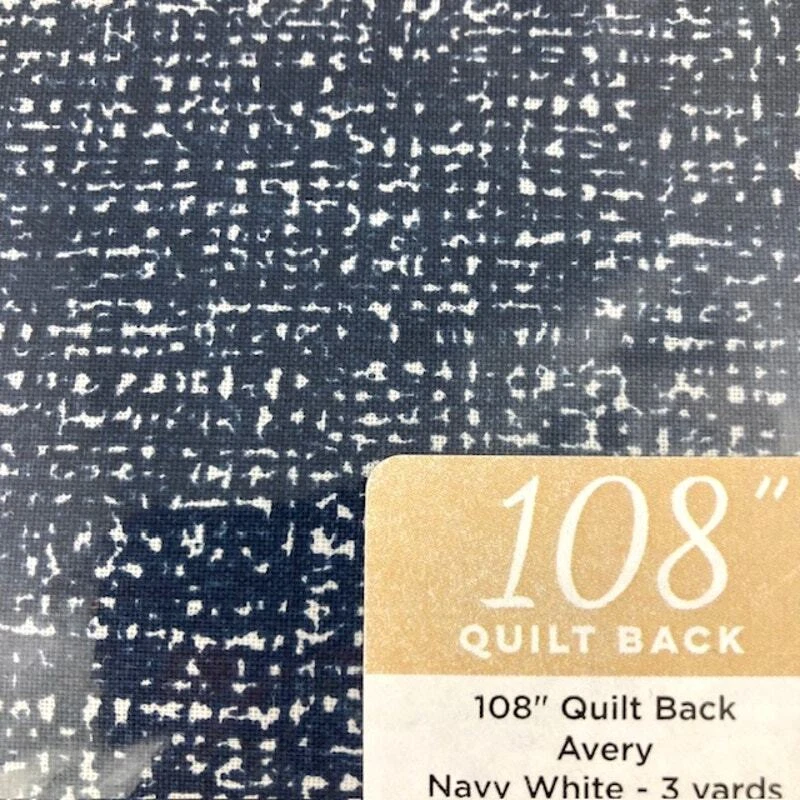 108"
QUILT BACK
108" Quilt Back
Avery
Navy White - 3 yards